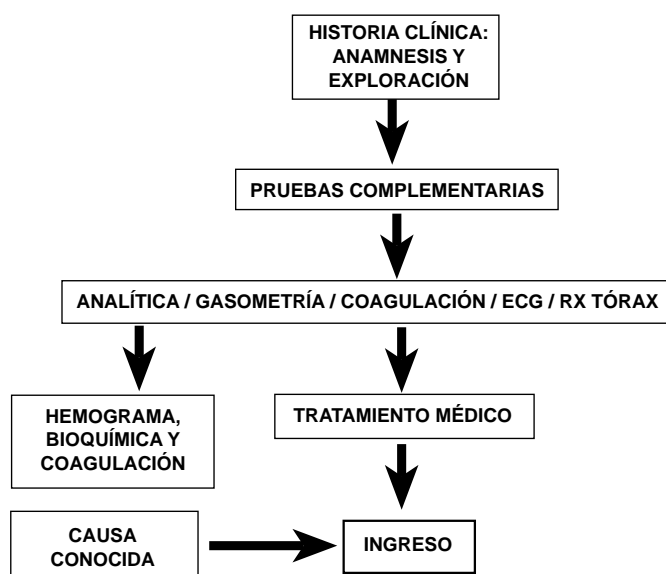 HISTORIA CLÍNICA:
ANAMNESIS Y
EXPLORACIÓN
PRUEBAS COMPLEMENTARIAS
ANALÍTICA / GASOMETRÍA / COAGULACIÓN / ECG / RX TÓRAX
HEMOGRAMA,
BIOQUÍMICA Y
COAGULACIÓN
TRATAMIENTO MÉDICO
CAUSA
CONOCIDA
INGRESO